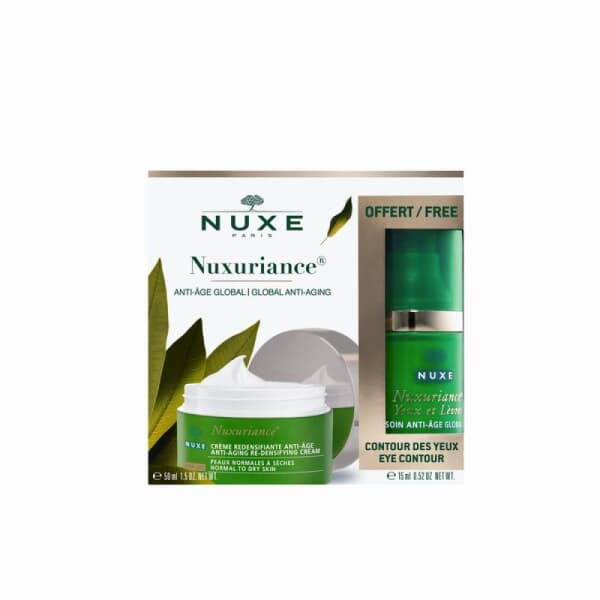 NUXE
PARIS
Nuxuriance®
ANTI-ÂGE GLOBAL | GLOBAL ANTI-AGING
Nuxuriance®
NUXE
CRÈME REDENSIFIANTE ANTI-ÂGE
ANTI-AGING RE-DENSIFYING CREAM
PEAUX NORMALES À SÈCHES
NORMAL TO DRY SKIN
℮ 50 ml 1.5 OZ. NET WT.
OFFERT / FREE
NUXE
Nuxuriance
Yeux et Lèvres
SOIN ANTI-ÂGE GLOBAL
CONTOUR DES YEUX
EYE CONTOUR
℮ 15 ml 0.52 OZ. NET WT.